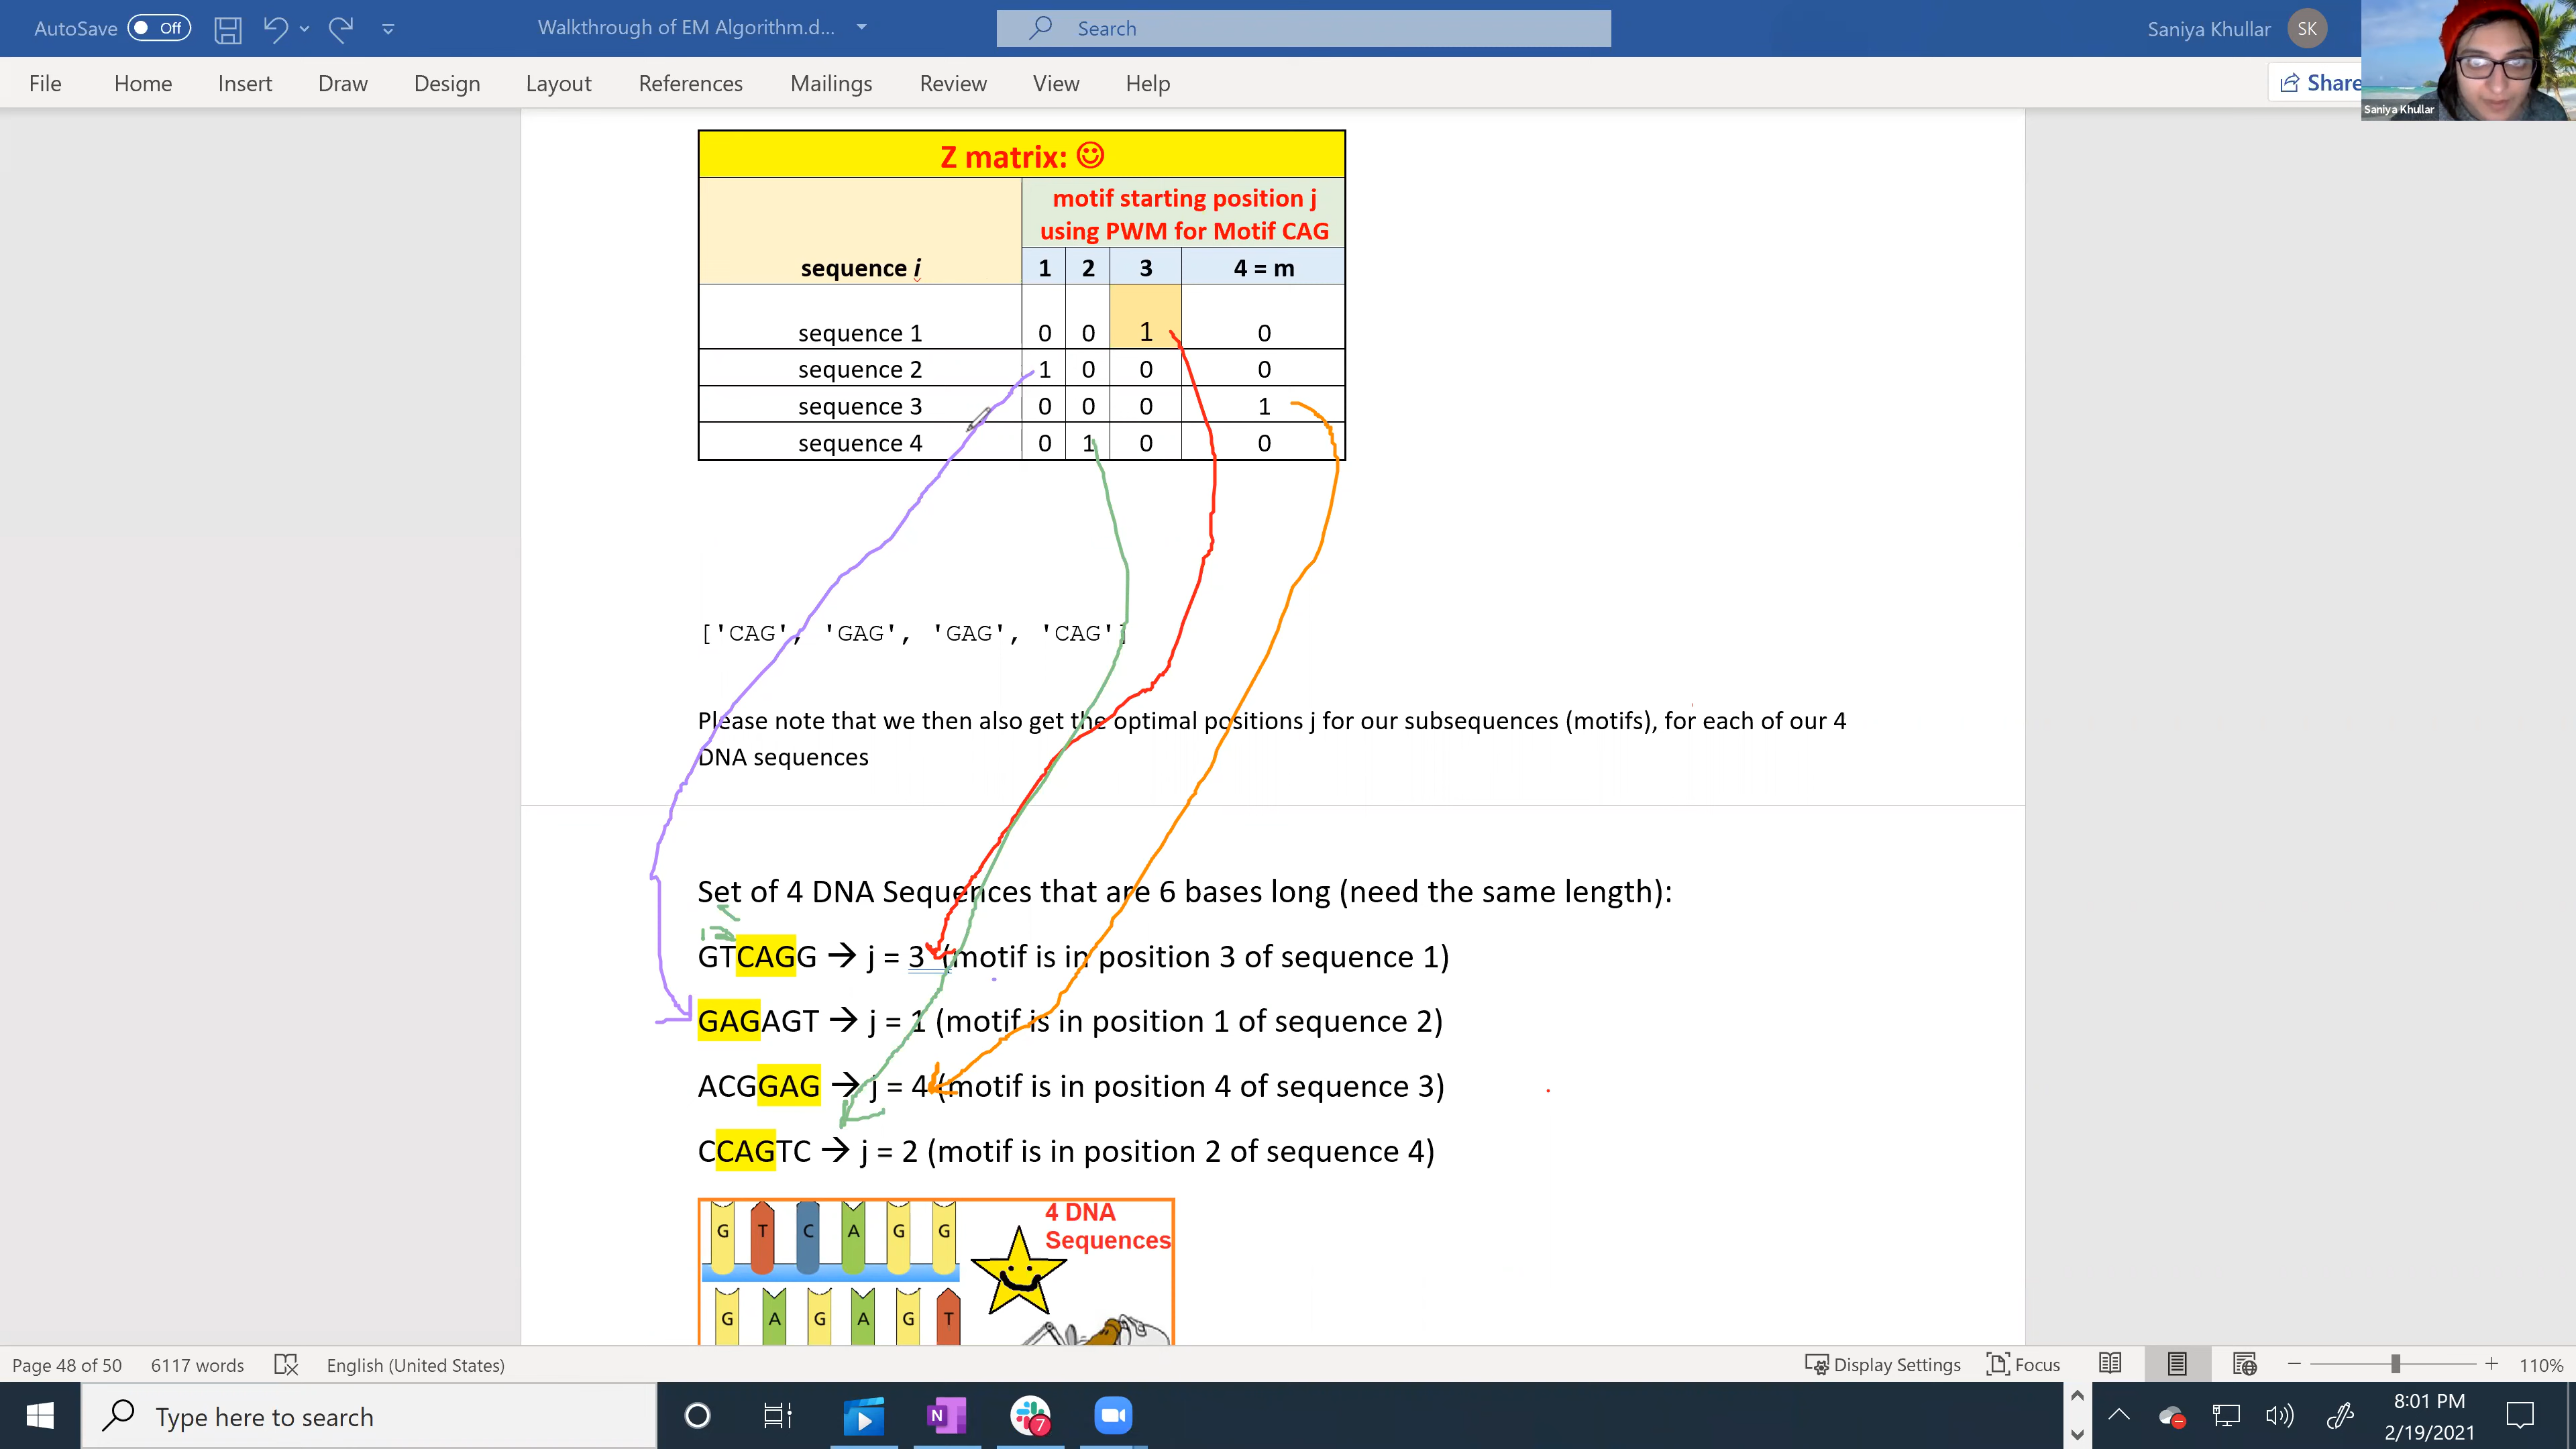 AutoSave Off Walkthrough of EM Algorithm.d... Search Saniya Khullar SK
File Home Insert Draw Design Layout References Mailings Review View Help Share
Saniya Khullar
Z matrix: ☺
motif starting position j
using PWM for Motif CAG
sequence i 1 2 3 4 = m
sequence 1 0 0 1 0
sequence 2 1 0 0 0
sequence 3 0 0 0 1
sequence 4 0 1 0 0
['CAG', 'GAG', 'GAG', 'CAG']
Please note that we then also get the optimal positions j for our subsequences (motifs), for each of our 4
DNA sequences
Set of 4 DNA Sequences that are 6 bases long (need the same length):
GTCAGG → j = 3 (motif is in position 3 of sequence 1)
GAGAGT → j = 1 (motif is in position 1 of sequence 2)
ACGGAG → j = 4 (motif is in position 4 of sequence 3)
CCAGTC → j = 2 (motif is in position 2 of sequence 4)
4 DNA
Sequences
G T C A G G
G A G A G T
Page 48 of 50 6117 words English (United States) Display Settings Focus 110%
Type here to search N 7 8:01 PM
2/19/2021